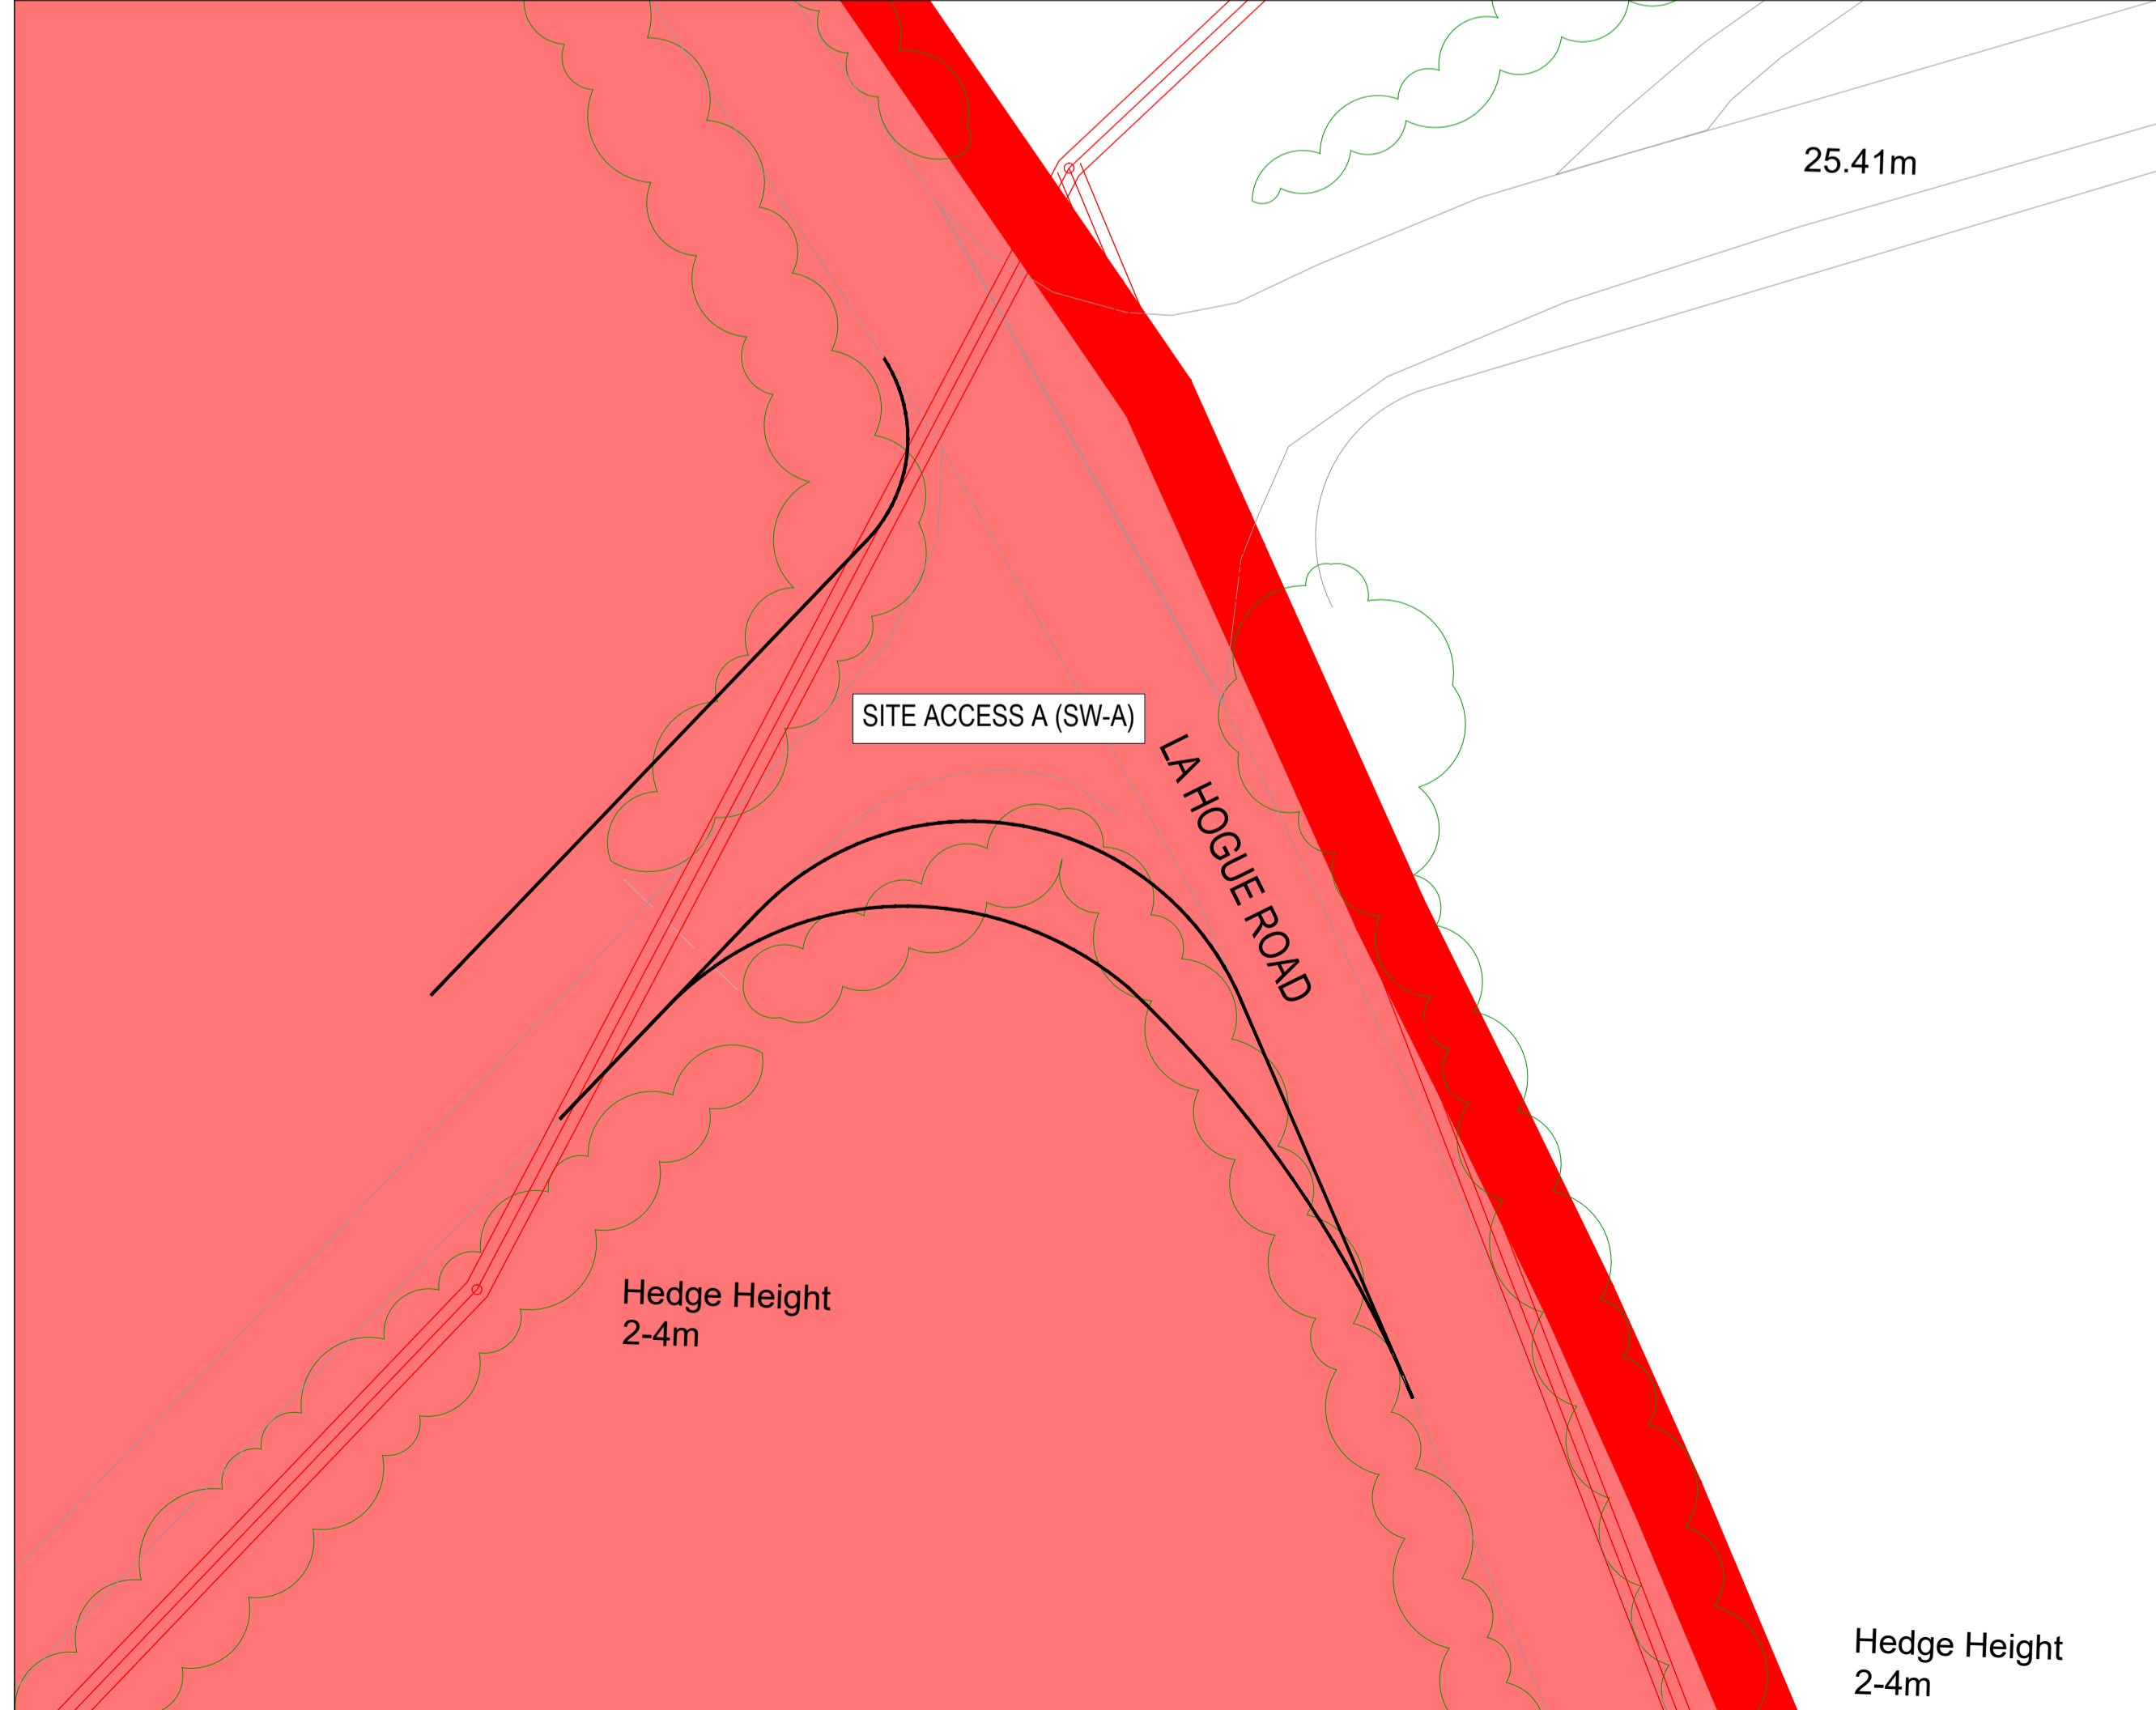 25.41m
SITE ACCESS A (SW-A)
LA HOGUE ROAD
Hedge Height
2-4m
Hedge Height
2-4m